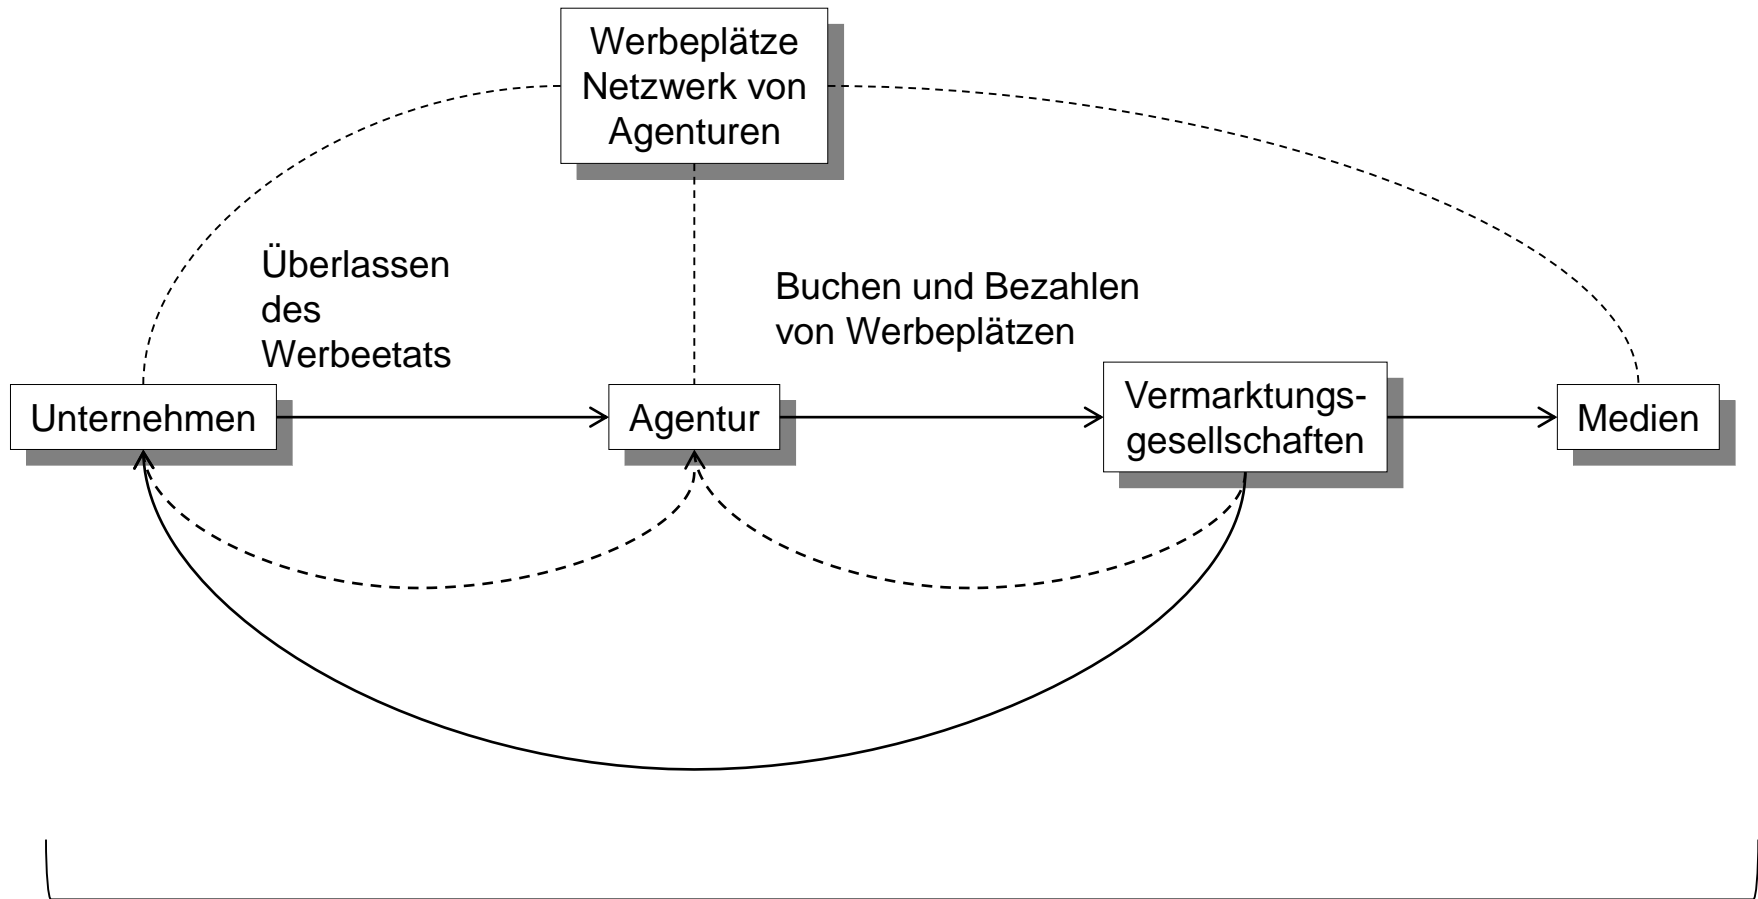 Werbeplätze
Netzwerk von
Agenturen
Überlassen
des
Werbeetats
Buchen und Bezahlen
von Werbeplätzen
Unternehmen
Agentur
Vermarktungs-
gesellschaften
Medien